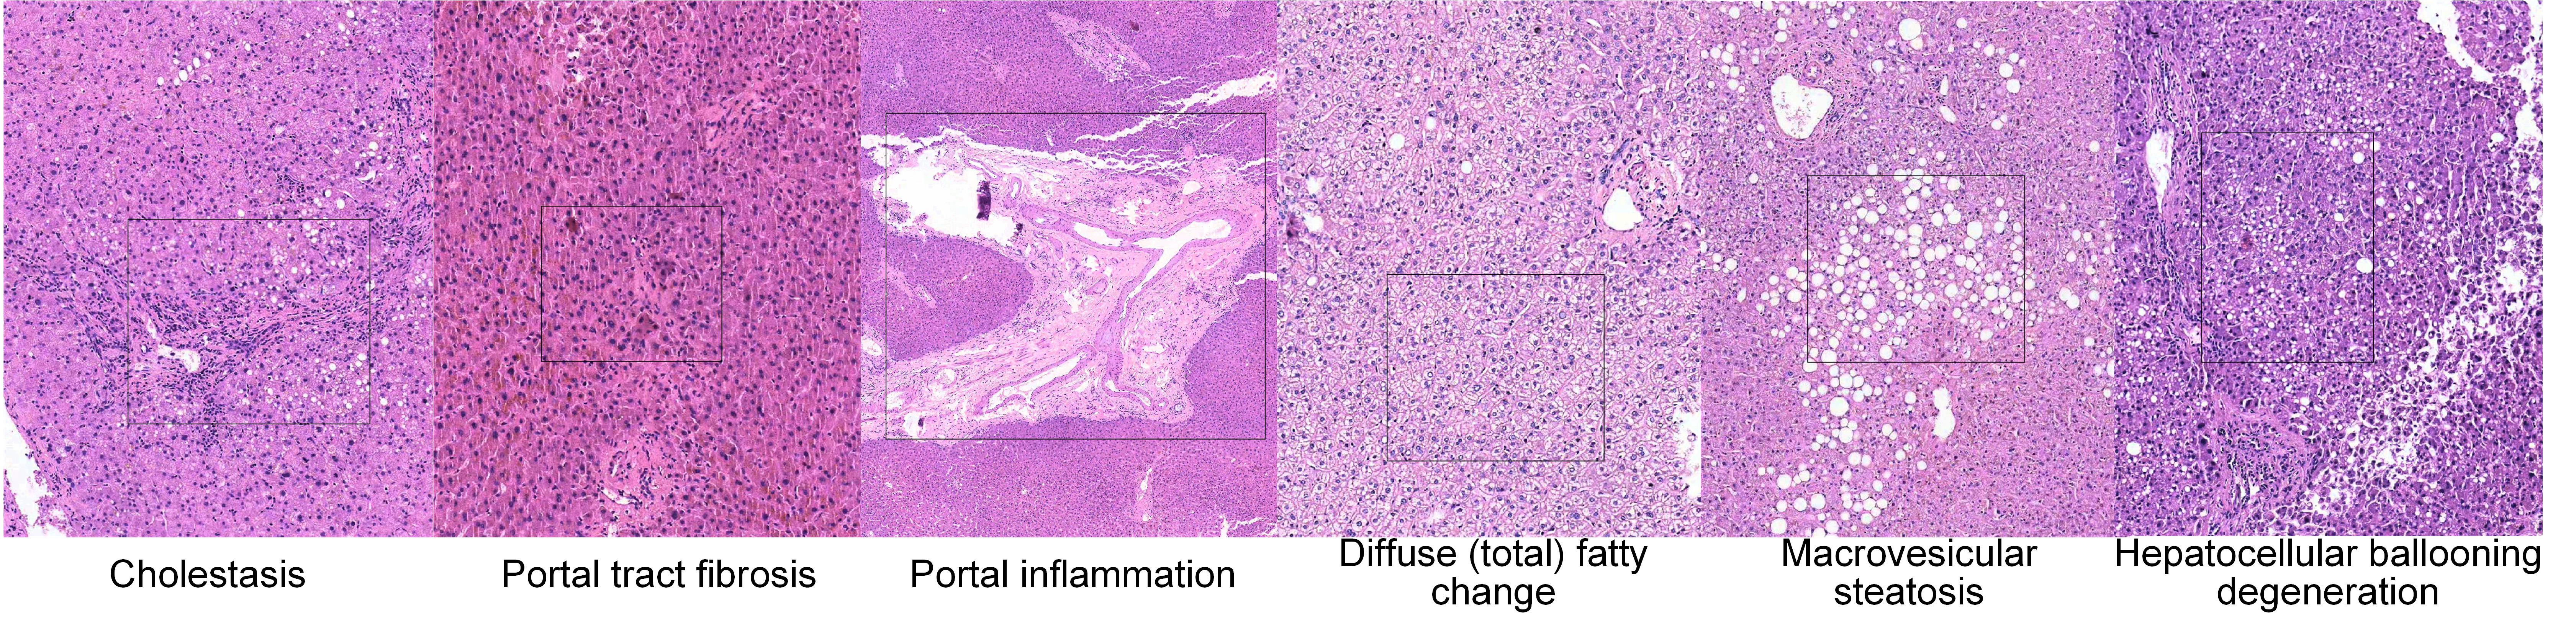 Cholestasis
Portal tract fibrosis
Portal inflammation
Diffuse (total) fatty
change
Macrovesicular
steatosis
Hepatocellular ballooning
degeneration